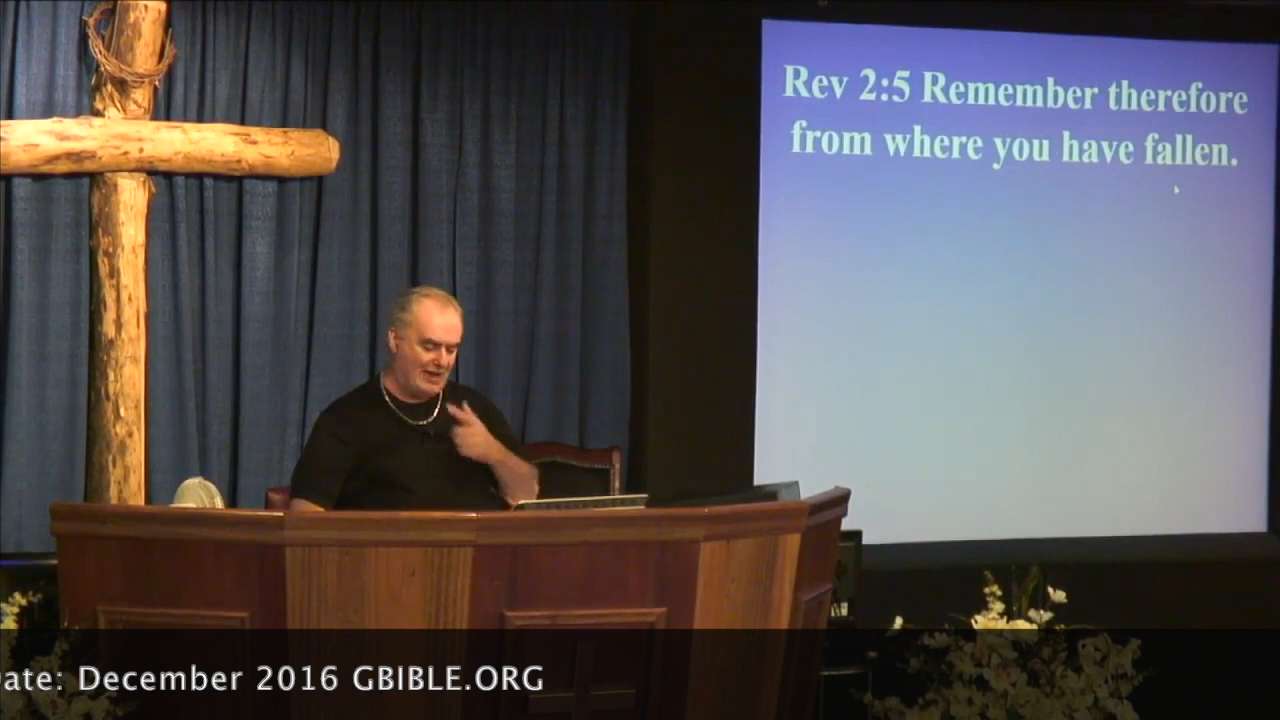 Rev 2:5 Remember therefore
from where you have fallen.
ate: December 2016 GBIBLE.ORG